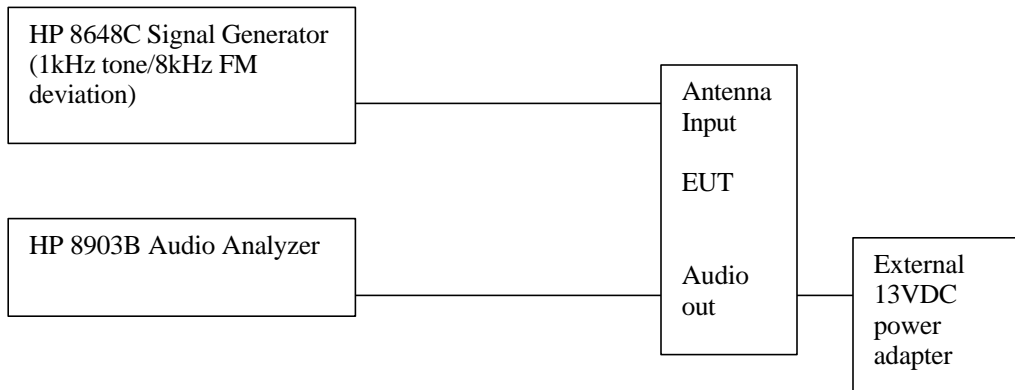 HP 8648C Signal Generator
(1kHz tone/8kHz FM
deviation)
Antenna
Input
EUT
HP 8903B Audio Analyzer
Audio
out
External
13VDC
power
adapter